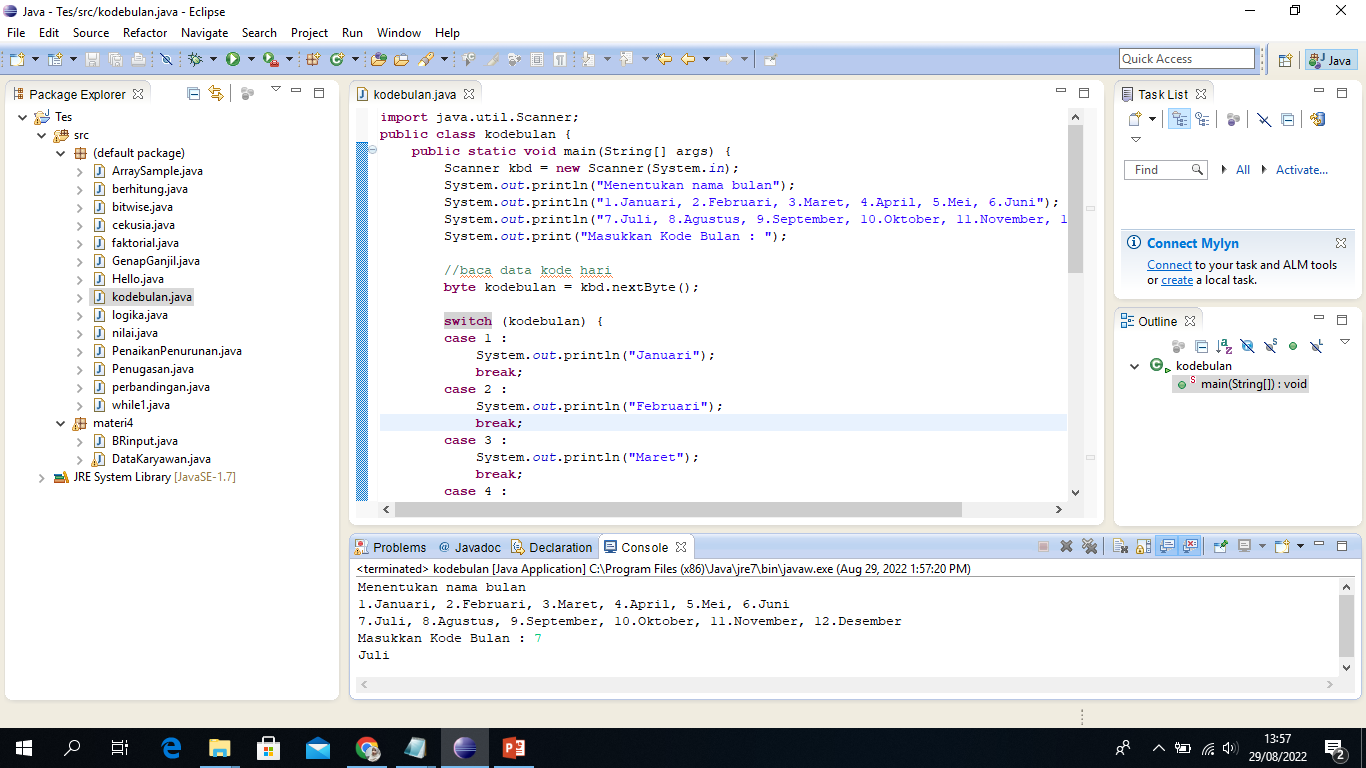 Java - Tes/src/kodebulan.java - Eclipse
File Edit Source Refactor Navigate Search Project Run Window Help
Quick Access
Java
Package Explorer
Tes
src
(default package)
ArraySample.java
berhitung.java
bitwise.java
cekusia.java
faktorial.java
GenapGanjil.java
Hello.java
kodebulan.java
logika.java
nilai.java
PenaikanPenurunan.java
Penugasan.java
perbandingan.java
while1.java
materi4
BRinput.java
DataKaryawan.java
JRE System Library [JavaSE-1.7]
kodebulan.java
import java.util.Scanner;
public class kodebulan {
public static void main(String[] args) {
Scanner kbd = new Scanner(System.in);
System.out.println("Menentukan nama bulan");
System.out.println("1.Januari, 2.Februari, 3.Maret, 4.April, 5.Mei, 6.Juni");
System.out.println("7.Juli, 8.Agustus, 9.September, 10.Oktober, 11.November, 1
System.out.print("Masukkan Kode Bulan : ");
//baca data kode hari
byte kodebulan = kbd.nextByte();
switch (kodebulan) {
case 1 :
System.out.println("Januari");
break;
case 2 :
System.out.println("Februari");
break;
case 3 :
System.out.println("Maret");
break;
case 4 :
Task List
Find All Activate...
Connect Mylyn
Connect to your task and ALM tools
or create a local task.
Outline
kodebulan
main(String[]) : void
Problems @ Javadoc Declaration Console
<terminated> kodebulan [Java Application] C:\Program Files (x86)\Java\jre7\bin\javaw.exe (Aug 29, 2022 1:57:20 PM)
Menentukan nama bulan
1.Januari, 2.Februari, 3.Maret, 4.April, 5.Mei, 6.Juni
7.Juli, 8.Agustus, 9.September, 10.Oktober, 11.November, 12.Desember
Masukkan Kode Bulan : 7
Juli
13:57
29/08/2022
2